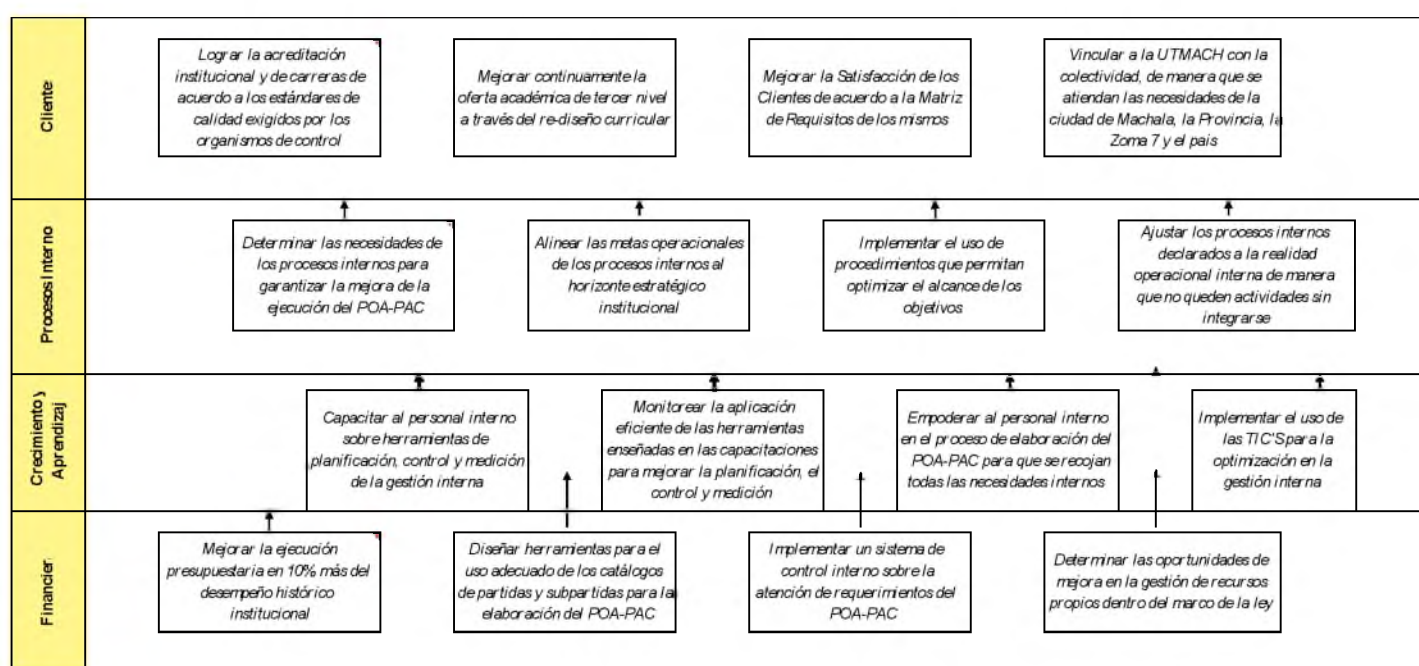 Cliente
Lograr la acreditación
institucional y de carreras de
acuerdo a los estándares de
calidad exigidos por los
organismos de control
Mejorar continuamente la
oferta académica de tercer nivel
a través del re-diseño curricular
Mejorar la Satisfacción de los
Clientes de acuerdo a la Matriz
de Requisitos de los mismos
Vincular a la UTMACH con la
colectividad, de manera que se
atiendan las necesidades de la
ciudad de Machala, la Provincia, la
Zoma 7 y el pais
Procesos Interno
Determinar las necesidades de
los procesos internos para
garantizar la mejora de la
ejecución del POA-PAC
Alinear las metas operacionales
de los procesos internos al
horizonte estratégico
institucional
Implementar el uso de
procedimientos que permitan
optimizar el alcance de los
objetivos
Ajustar los procesos internos
declarados a la realidad
operacional interna de manera
que no queden actividades sin
integrarse
Crecimiento y
Aprendizaj
Capacitar al personal interno
sobre herramientas de
planificación, control y medición
de la gestión interna
Monitorear la aplicación
eficiente de las herramientas
enseñadas en las capacitaciones
para mejorar la planificación, el
control y medición
Empoderar al personal interno
en el proceso de elaboración del
POA-PAC para que se recojan
todas las necesidades internos
Implementar el uso de
las TIC'S para la
optimización en la
gestión interna
Financier
Mejorar la ejecución
presupuestaria en 10% más del
desempeño histórico
institucional
Diseñar herramientas para el
uso adecuado de los catálogos
de partidas y subpartidas para la
elaboración del POA-PAC
Implementar un sistema de
control interno sobre la
atención de requerimientos del
POA-PAC
Determinar las oportunidades de
mejora en la gestión de recursos
propios dentro del marco de la ley